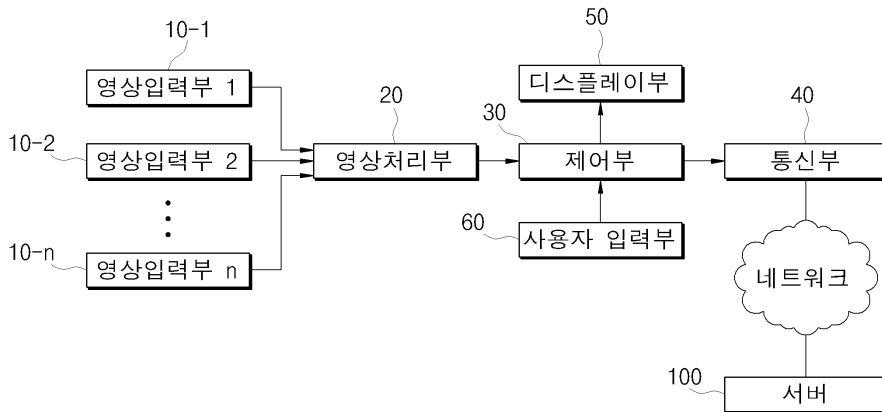 50
10-1
디스플레이부
영상입력부 1
20
40
30
10-2
영상입력부 2
영상처리부
제어부
통신부
60
사용자 입력부
10-n
영상입력부 n
네트워크
100
서버